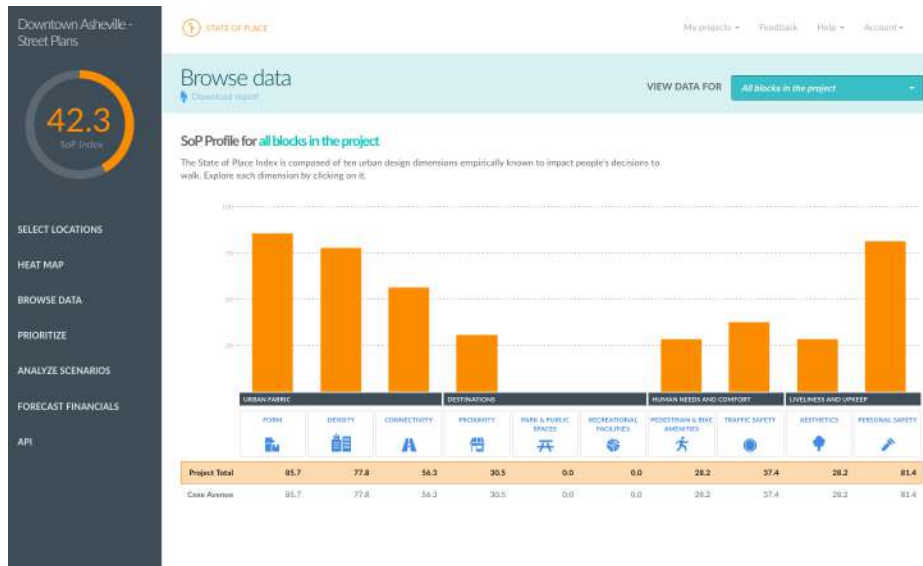 Downtown Asheville -
Street Plans
42.3
SoP Index
SELECT LOCATIONS
HEAT MAP
BROWSE DATA
PRIORITIZE
ANALYZE SCENARIOS
FORECAST FINANCIALS
API
STATE OF PLACE
My projects
Feedback
Help
Account
Browse data
Download report
VIEW DATA FOR
All blocks in the project
SoP Profile for all blocks in the project
The State of Place Index is composed of ten urban design dimensions empirically known to impact people's decisions to
walk. Explore each dimension by clicking on it.
100
75
50
25
URBAN FABRIC DESTINATIONS HUMAN NEEDS AND COMFORT LIVELINESS AND UPKEEP
FORM DENSITY CONNECTIVITY PROXIMITY PARK & PUBLIC SPACES RECREATIONAL FACILITIES PEDESTRIAN & BIKE AMENITIES TRAFFIC SAFETY AESTHETICS PERSONAL SAFETY
Project Total 85.7 77.8 56.3 30.5 0.0 0.0 28.2 37.4 28.2 81.4
Coxe Avenue 85.7 77.8 56.3 30.5 0.0 0.0 28.2 37.4 28.2 81.4